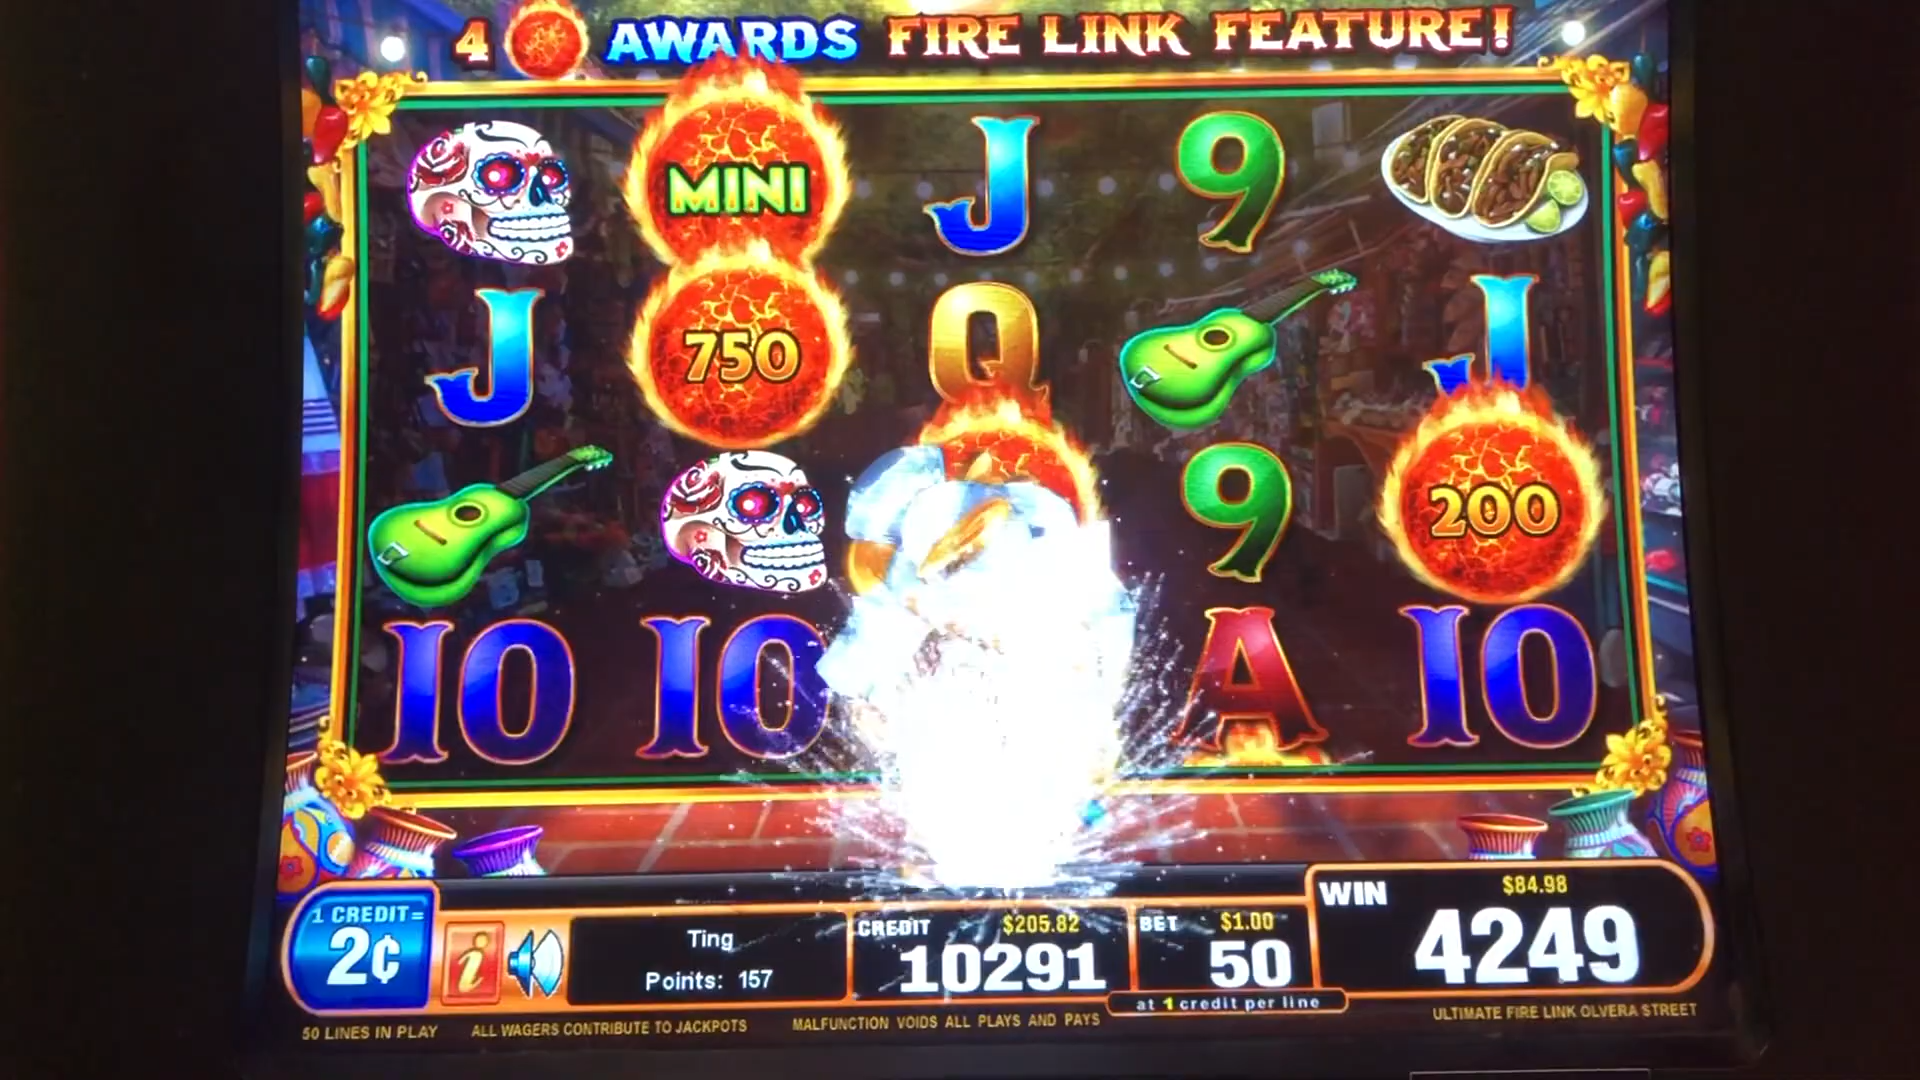 4 AWARDS FIRE LINK FEATURE!
MINI J 9
J 750 Q J
9 200
10 10 A 10
1 CREDIT=
2¢
i
Ting
Points: 157
CREDIT $205.82
10291
BET $1.00
50
at 1 credit per line
WIN $84.98
4249
50 LINES IN PLAY
ALL WAGERS CONTRIBUTE TO JACKPOTS
MALFUNCTION VOIDS ALL PLAYS AND PAYS
ULTIMATE FIRE LINK OLVERA STREET